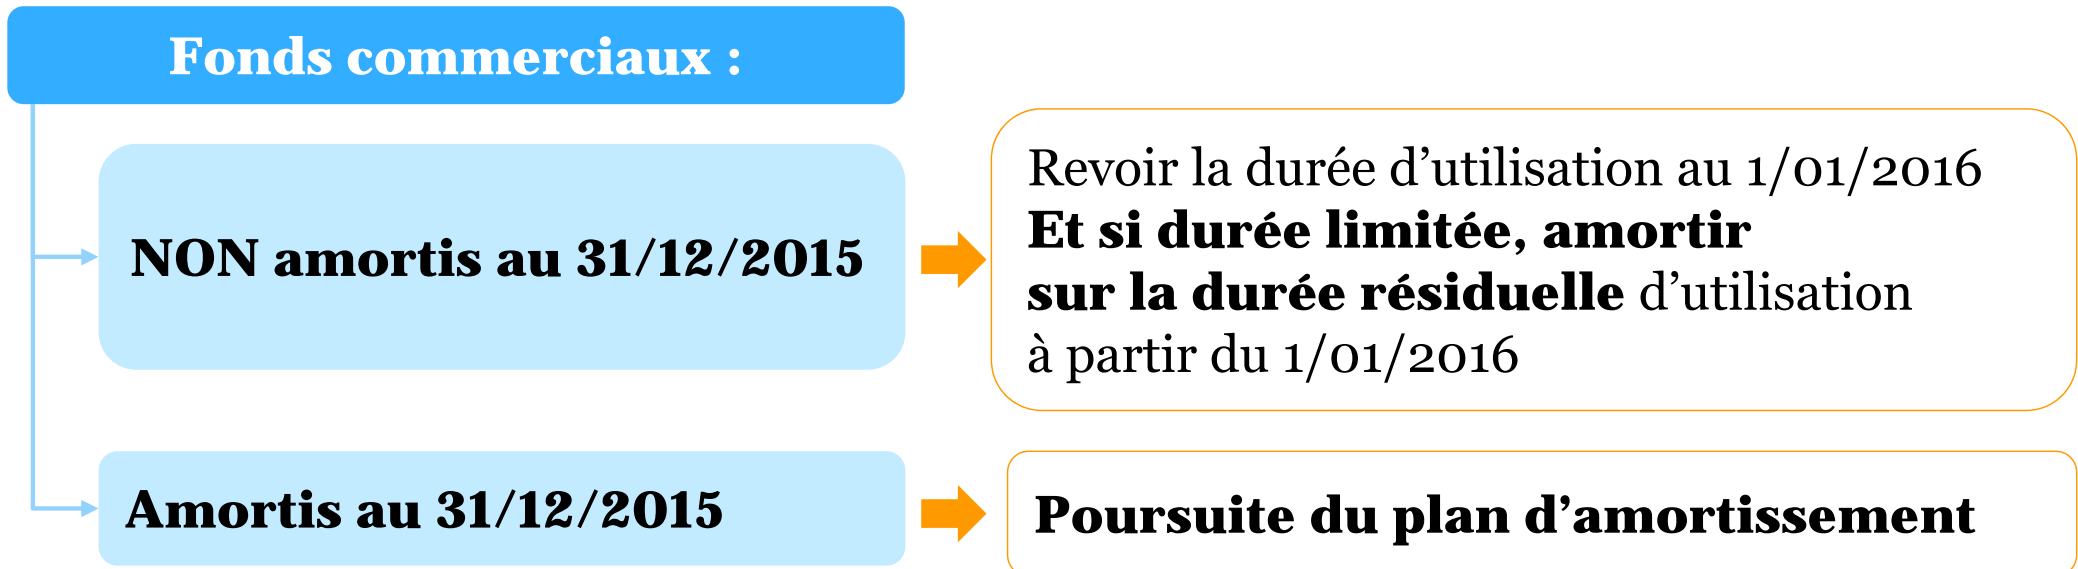 Fonds commerciaux :
NON amortis au 31/12/2015
Revoir la durée d’utilisation au 1/01/2016
Et si durée limitée, amortir
sur la durée résiduelle d’utilisation
à partir du 1/01/2016
Amortis au 31/12/2015
Poursuite du plan d’amortissement